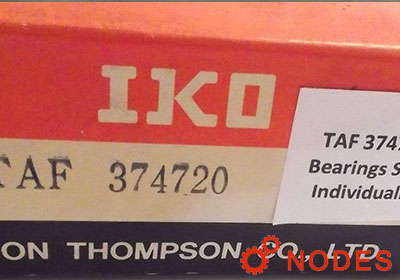 IKO
TAF 374720
TAF 374
Bearings S
Individual
ON THOMPSON CO., LTD
NODES